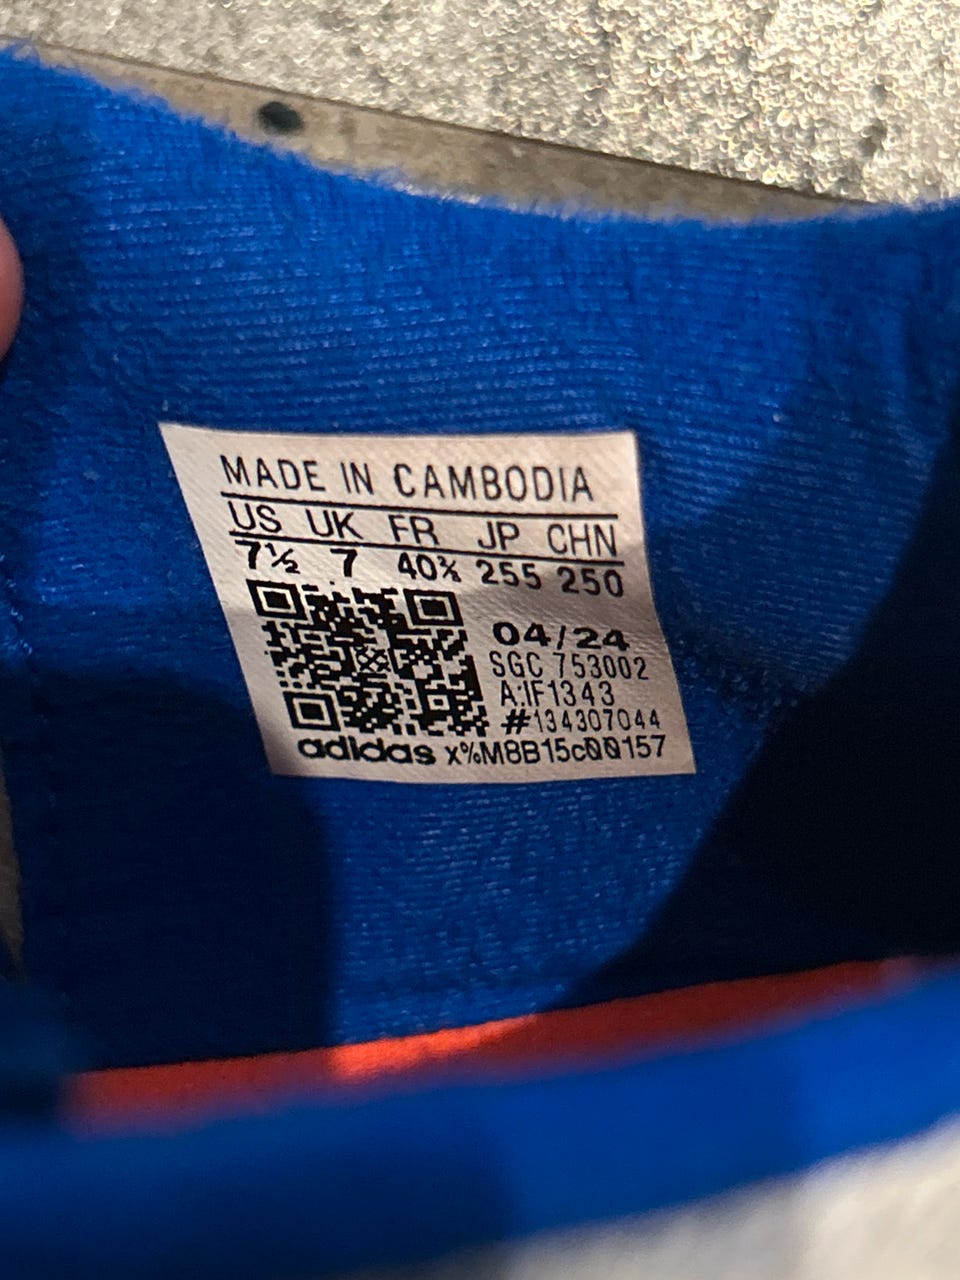 MADE IN CAMBODIA
US UK FR JP CHN
7½ 7 40⅔ 255 250
04/24
SGC 753002
A:IF1343
#134307044
adidas x%M8B15c00157